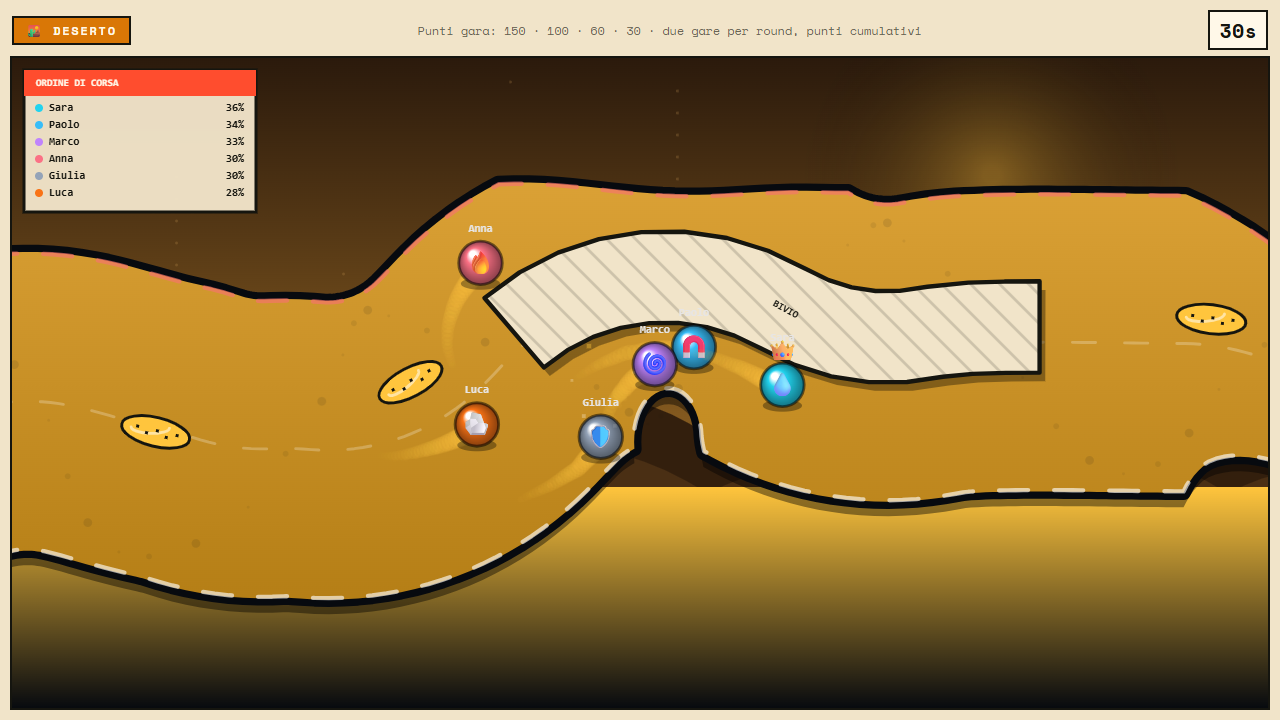 DESERTO
Punti gara: 150 · 100 · 60 · 30 · due gare per round, punti cumulativi
30s
ORDINE DI CORSA
Sara 36%
Paolo 34%
Marco 33%
Anna 30%
Giulia 30%
Luca 28%
Anna
BIVIO
Marco
Luca
Giulia